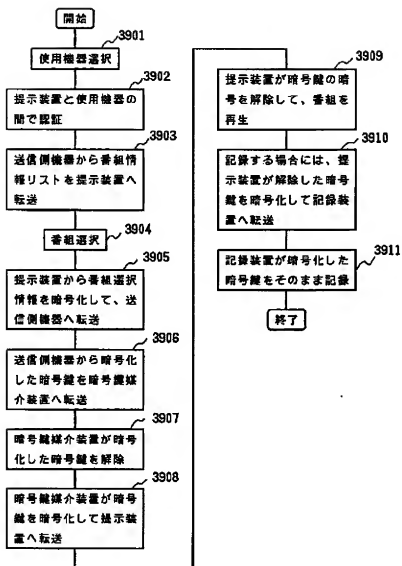 開始
3901
使用機器選択
3902
提示装置と使用機器の
間で認証
3903
送信側機器から番組情
報リストを提示装置へ
転送
3904
番組選択
3905
提示装置から番組選択
情報を暗号化して、送
信側機器へ転送
3906
送信側機器から暗号化
した暗号鍵を暗号鍵媒
介装置へ転送
3907
暗号鍵媒介装置が暗号
化した暗号鍵を解除
3908
暗号鍵媒介装置が暗号
鍵を暗号化して提示装
置へ転送
3909
提示装置が暗号鍵の暗
号を解除して、番組を
再生
3910
記録する場合には、提
示装置が解除した暗号
鍵を暗号化して記録装
置へ転送
3911
記録装置が暗号化した
暗号鍵をそのまま記録
終了